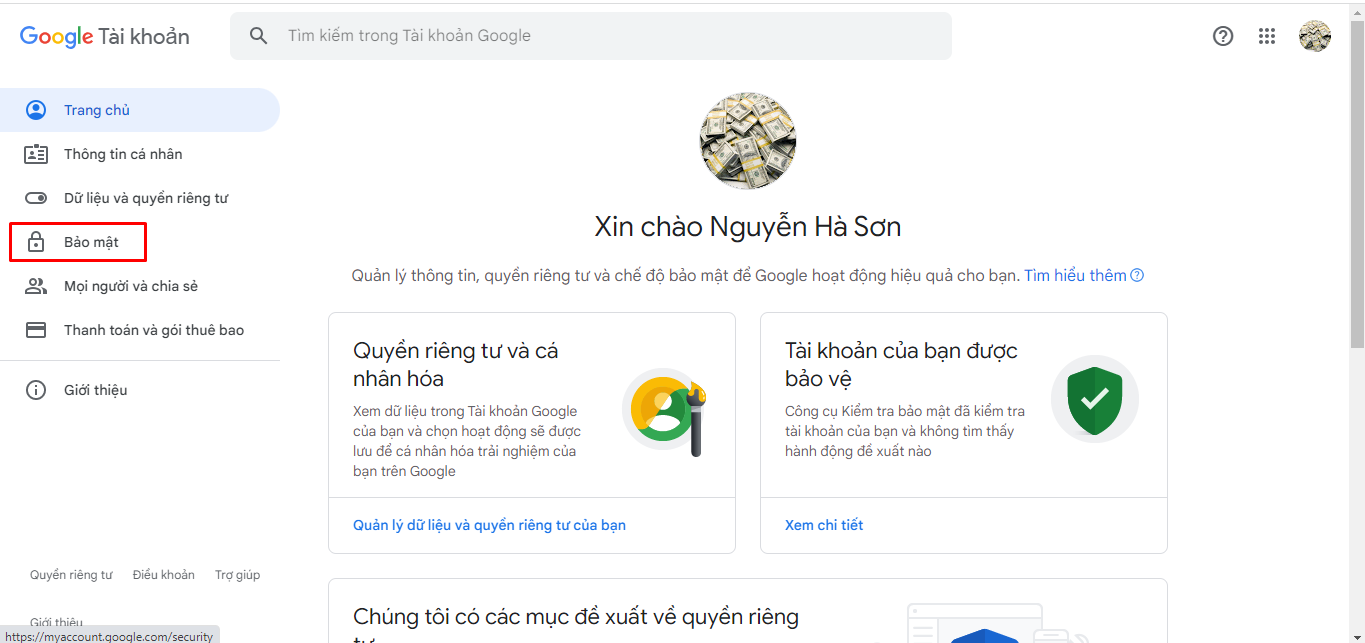 Google Tài khoản
Tìm kiếm trong Tài khoản Google
Trang chủ
Thông tin cá nhân
Dữ liệu và quyền riêng tư
Bảo mật
Mọi người và chia sẻ
Thanh toán và gói thuê bao
Giới thiệu
Quyền riêng tư Điều khoản Trợ giúp
Giới thiệu
https://myaccount.google.com/security
Xin chào Nguyễn Hà Sơn
Quản lý thông tin, quyền riêng tư và chế độ bảo mật để Google hoạt động hiệu quả cho bạn. Tìm hiểu thêm
Quyền riêng tư và cá
nhân hóa
Xem dữ liệu trong Tài khoản Google
của bạn và chọn hoạt động sẽ được
lưu để cá nhân hóa trải nghiệm của
bạn trên Google
Quản lý dữ liệu và quyền riêng tư của bạn
Tài khoản của bạn được
bảo vệ
Công cụ Kiểm tra bảo mật đã kiểm tra
tài khoản của bạn và không tìm thấy
hành động đề xuất nào
Xem chi tiết
Chúng tôi có các mục đề xuất về quyền riêng
tư